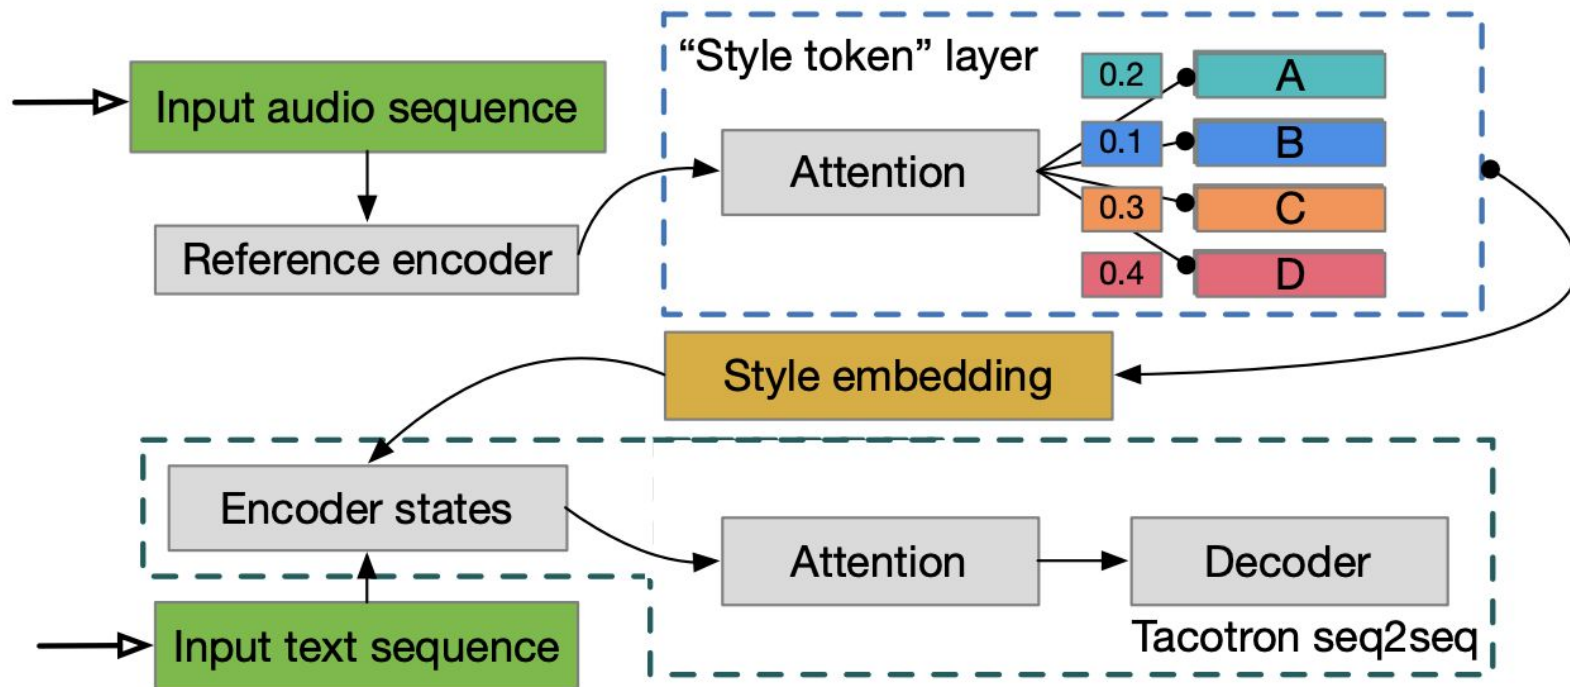 “Style token” layer
Input audio sequence
0.2
A
0.1
B
Attention
0.3
C
Reference encoder
0.4
D
Style embedding
Encoder states
Attention
Decoder
Input text sequence
Tacotron seq2seq